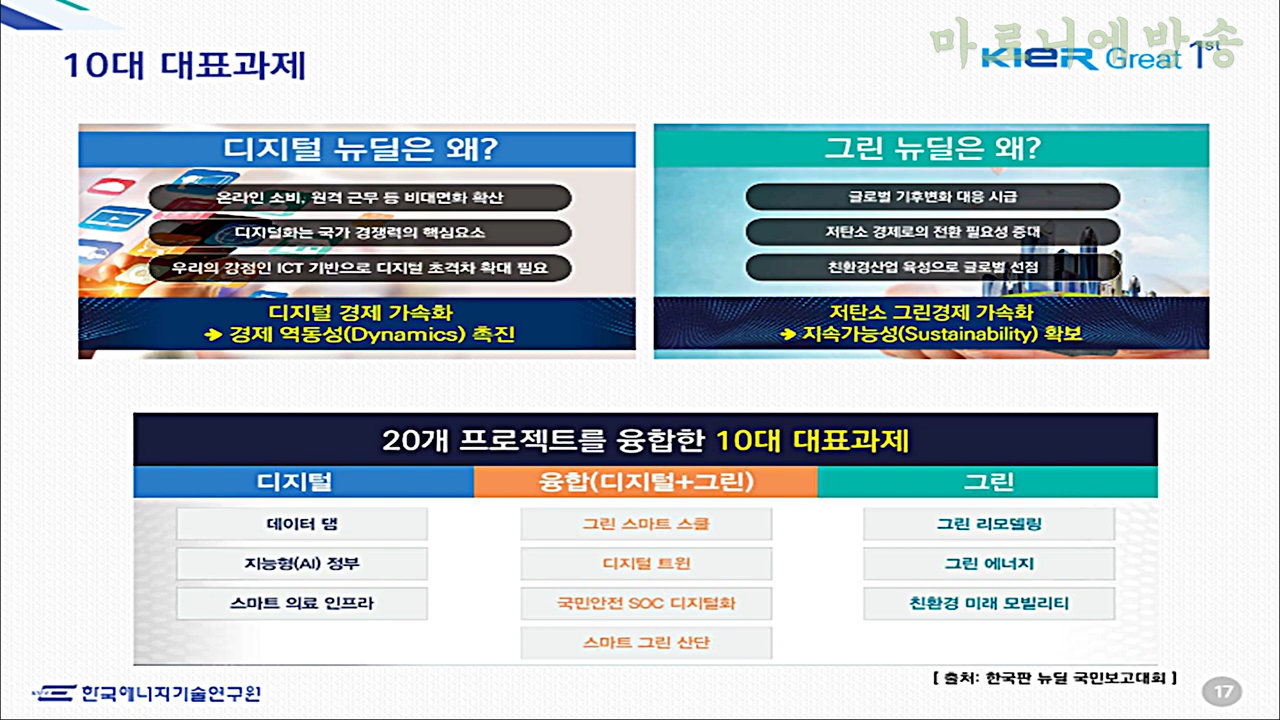 10대 대표과제
마로니에방송
KIER Great 1st
디지털 뉴딜은 왜?
온라인 소비, 원격 근무 등 비대면화 확산
디지털화는 국가 경쟁력의 핵심요소
우리의 강점인 ICT 기반으로 디지털 초격차 확대 필요
디지털 경제 가속화
➔ 경제 역동성(Dynamics) 촉진
그린 뉴딜은 왜?
글로벌 기후변화 대응 시급
저탄소 경제로의 전환 필요성 증대
친환경산업 육성으로 글로벌 선점
저탄소 그린경제 가속화
➔ 지속가능성(Sustainability) 확보
20개 프로젝트를 융합한 10대 대표과제
디지털
데이터 댐
지능형(AI) 정부
스마트 의료 인프라
융합(디지털+그린)
그린 스마트 스쿨
디지털 트윈
국민안전 SOC 디지털화
스마트 그린 산단
그린
그린 리모델링
그린 에너지
친환경 미래 모빌리티
[ 출처: 한국판 뉴딜 국민보고대회 ]
한국에너지기술연구원
17